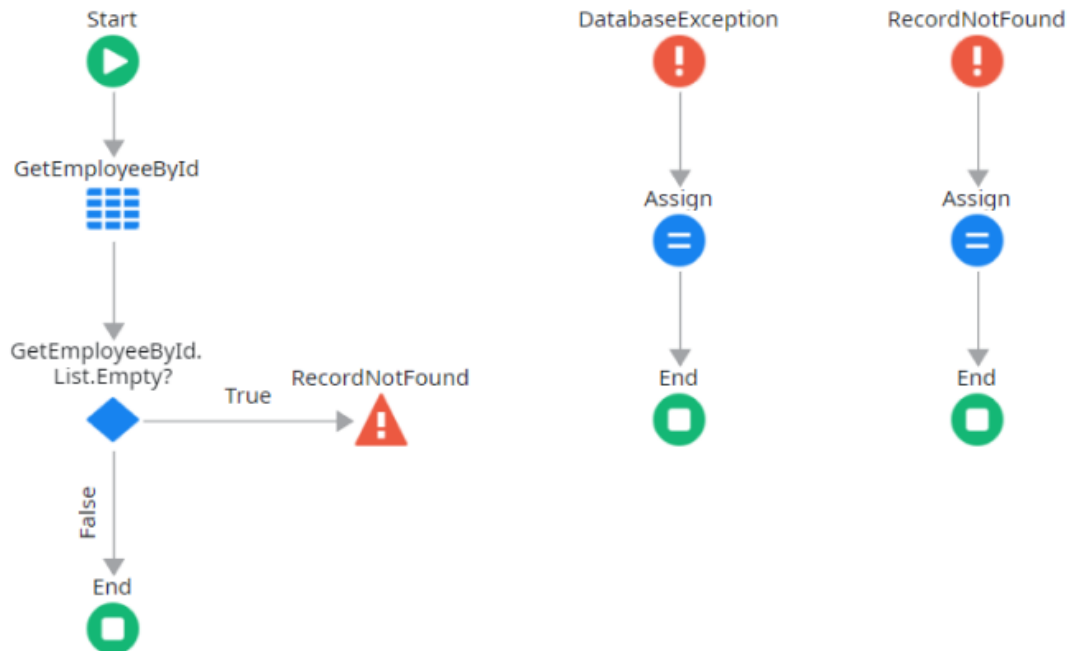 Start
DatabaseException
RecordNotFound
GetEmployeeById
Assign
Assign
GetEmployeeById.
List.Empty?
True
RecordNotFound
End
End
False
End